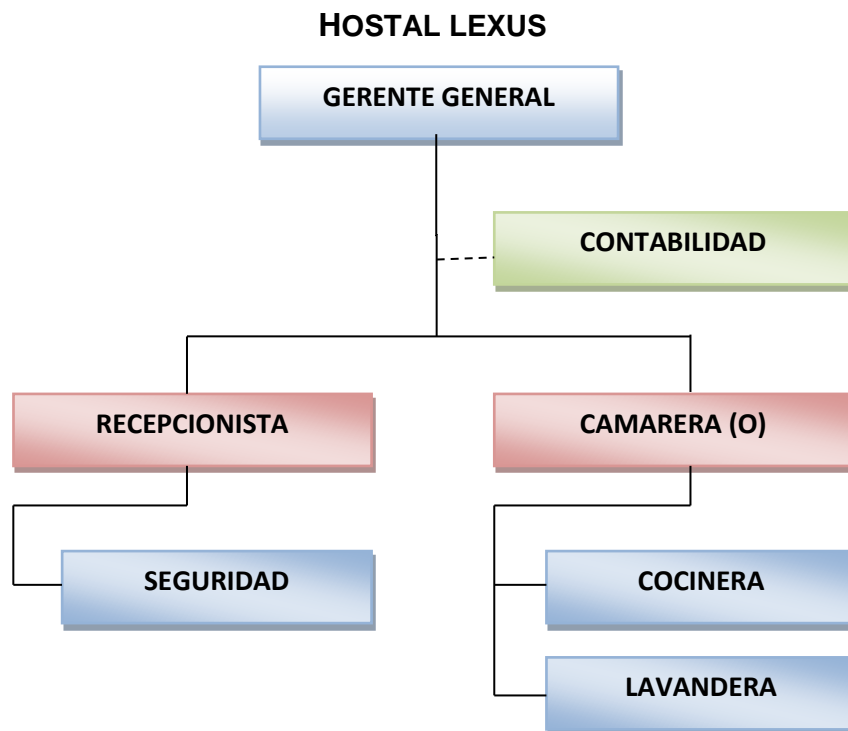 HOSTAL LEXUS
GERENTE GENERAL
CONTABILIDAD
RECEPCIONISTA
CAMARERA (O)
SEGURIDAD
COCINERA
LAVANDERA